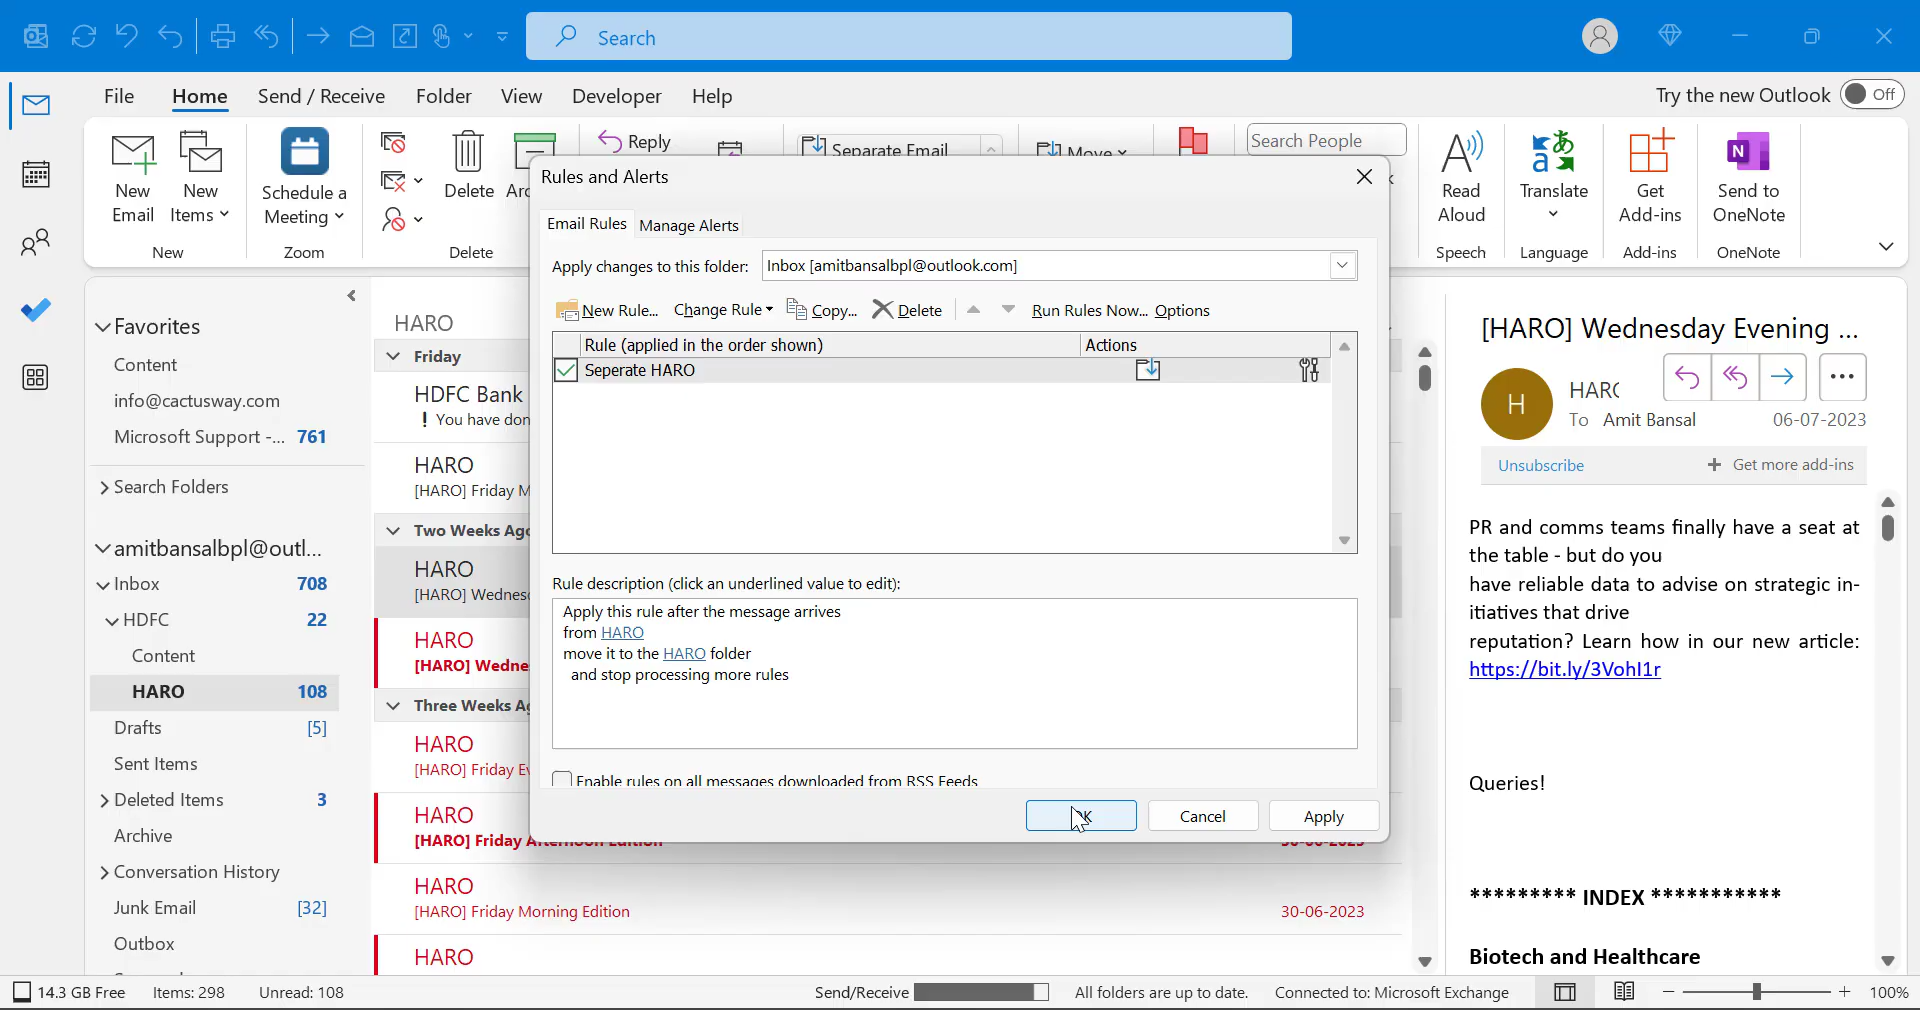 Search
File Home Send / Receive Folder View Developer Help
Try the new Outlook Off
New Email
New Items
New
Schedule a Meeting
Zoom
Delete
Delete
Reply
Separate Email
Move
Search People
Read Aloud
Speech
Translate
Language
Get Add-ins
Add-ins
Send to OneNote
OneNote
Favorites
Content
info@cactusway.com
Microsoft Support -... 761
Search Folders
amitbansalbpl@outl...
Inbox 708
HDFC 22
Content
HARO 108
Drafts [5]
Sent Items
Deleted Items 3
Archive
Conversation History
Junk Email [32]
Outbox
HARO
Friday
HDFC Bank
! You have don
HARO
[HARO] Friday M
Two Weeks Ago
HARO
[HARO] Wednes
HARO
[HARO] Wedne
Three Weeks Ag
HARO
[HARO] Friday Ev
HARO
[HARO] Friday Afternoon Edition
30-06-2023
HARO
[HARO] Friday Morning Edition 30-06-2023
HARO
Rules and Alerts
Email Rules Manage Alerts
Apply changes to this folder: Inbox [amitbansalbpl@outlook.com]
New Rule... Change Rule Copy... Delete Run Rules Now... Options
Rule (applied in the order shown) Actions
Seperate HARO
Rule description (click an underlined value to edit):
Apply this rule after the message arrives
from HARO
move it to the HARO folder
and stop processing more rules
Enable rules on all messages downloaded from RSS Feeds
OK Cancel Apply
[HARO] Wednesday Evening ...
H
HARO
To Amit Bansal 06-07-2023
Unsubscribe + Get more add-ins
PR and comms teams finally have a seat at
the table - but do you
have reliable data to advise on strategic in-
itiatives that drive
reputation? Learn how in our new article:
https://bit.ly/3VohI1r
Queries!
********* INDEX ***********
Biotech and Healthcare
14.3 GB Free Items: 298 Unread: 108 Send/Receive All folders are up to date. Connected to: Microsoft Exchange 100%